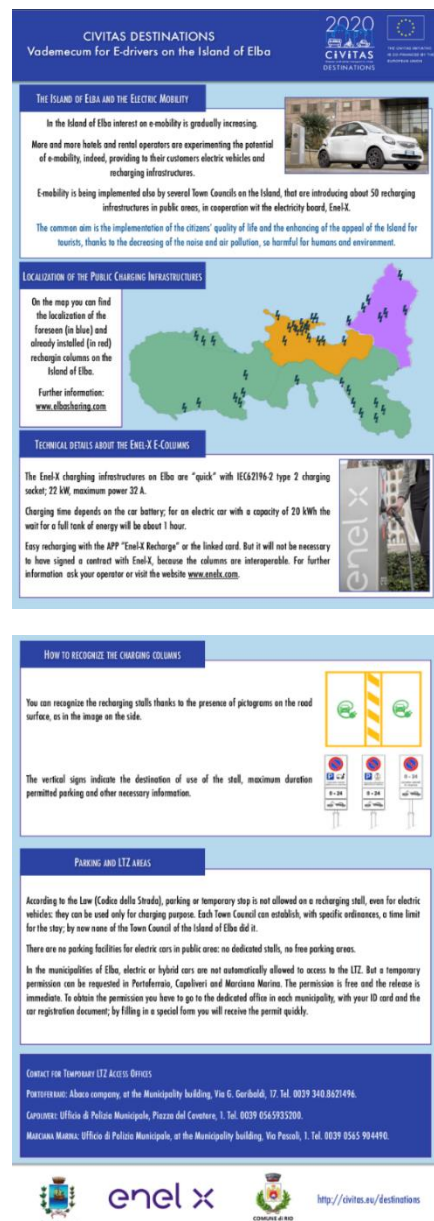 CIVITAS DESTINATIONS
Vademecum for E-drivers on the Island of Elba
2020
CIVITAS
DESTINATIONS
THE ISLAND OF ELBA AND THE ELECTRIC MOBILITY
In the Island of Elba interest on e-mobility is gradually increasing.
More and more hotels and rental operators are experimenting the potential
of e-mobility, indeed, providing to their customers electric vehicles and
recharging infrastructures.
E-mobility is being implemented also by several Town Councils on the Island, that are introducing about 50 recharging
infrastructures in public areas, in cooperation wit the electricity board, Enel-X.
The common aim is the implementation of the citizens' quality of life and the enhancing of the appeal of the Island for
tourists, thanks to the decreasing of the noise and air pollution, so harmful for humans and environment.
LOCALIZATION OF THE PUBLIC CHARGING INFRASTRUCTURES
On the map you can find
the localization of the
foreseen (in blue) and
already installed (in red)
rechargin columns on the
Island of Elba.
Further information:
www.elbasharing.com
TECHNICAL DETAILS ABOUT THE ENEL-X E-COLUMNS
The Enel-X charghing infrastructures on Elba are "quick" with IEC62196-2 type 2 charging
socket; 22 kW, maximum power 32 A.
Charging time depends on the car battery; for an electric car with a capacity of 20 kWh the
wait for a full tank of energy will be about 1 hour.
Easy recharging with the APP "Enel-X Recharge" or the linked card. But it will not be necessary
to have signed a contract with Enel-X, because the columns are interoperable. For further
information ask your operator or visit the website www.enelx.com.
enel x
HOW TO RECOGNIZE THE CHARGING COLUMNS
You can recognize the recharging stalls thanks to the presence of pictograms on the road
surface, as in the image on the side.
The vertical signs indicate the destination of use of the stall, maximum duration
permitted parking and other necessary information.
0-24
0-24
0-24
PARKING AND LTZ AREAS
According to the Law (Codice della Strada), parking or temporary stop is not allowed on a recharging stall, even for electric
vehicles: they can be used only for charging purpose. Each Town Council can establish, with specific ordinances, a time limit
for the stay; by now none of the Town Council of the Island of Elba did it.
There are no parking facilities for electric cars in public area: no dedicated stalls, no free parking areas.
In the municipalities of Elba, electric or hybrid cars are not automatically allowed to access to the LTZ. But a temporary
permission can be requested in Portoferraio, Capoliveri and Marciana Marina. The permission is free and the release is
immediate. To obtain the permission you have to go to the dedicated office in each municipality, with your ID card and the
car registration document; by filling in a special form you will receive the permit quickly.
CONTACT FOR TEMPORARY LTZ ACCESS OFFICES
PORTOFERRAIO: Abaco company, at the Municipality building, Via G. Garibaldi, 17. Tel. 0039 340.8621496.
CAPOLIVERI: Ufficio di Polizia Municipale, Piazza del Cavatore, 1. Tel. 0039 0565935200.
MARCIANA MARINA: Ufficio di Polizia Municipale, at the Municipality building, Via Pascoli, 1. Tel. 0039 0565 904490.
enel x
COMUNE di RIO
http://civitas.eu/destinations